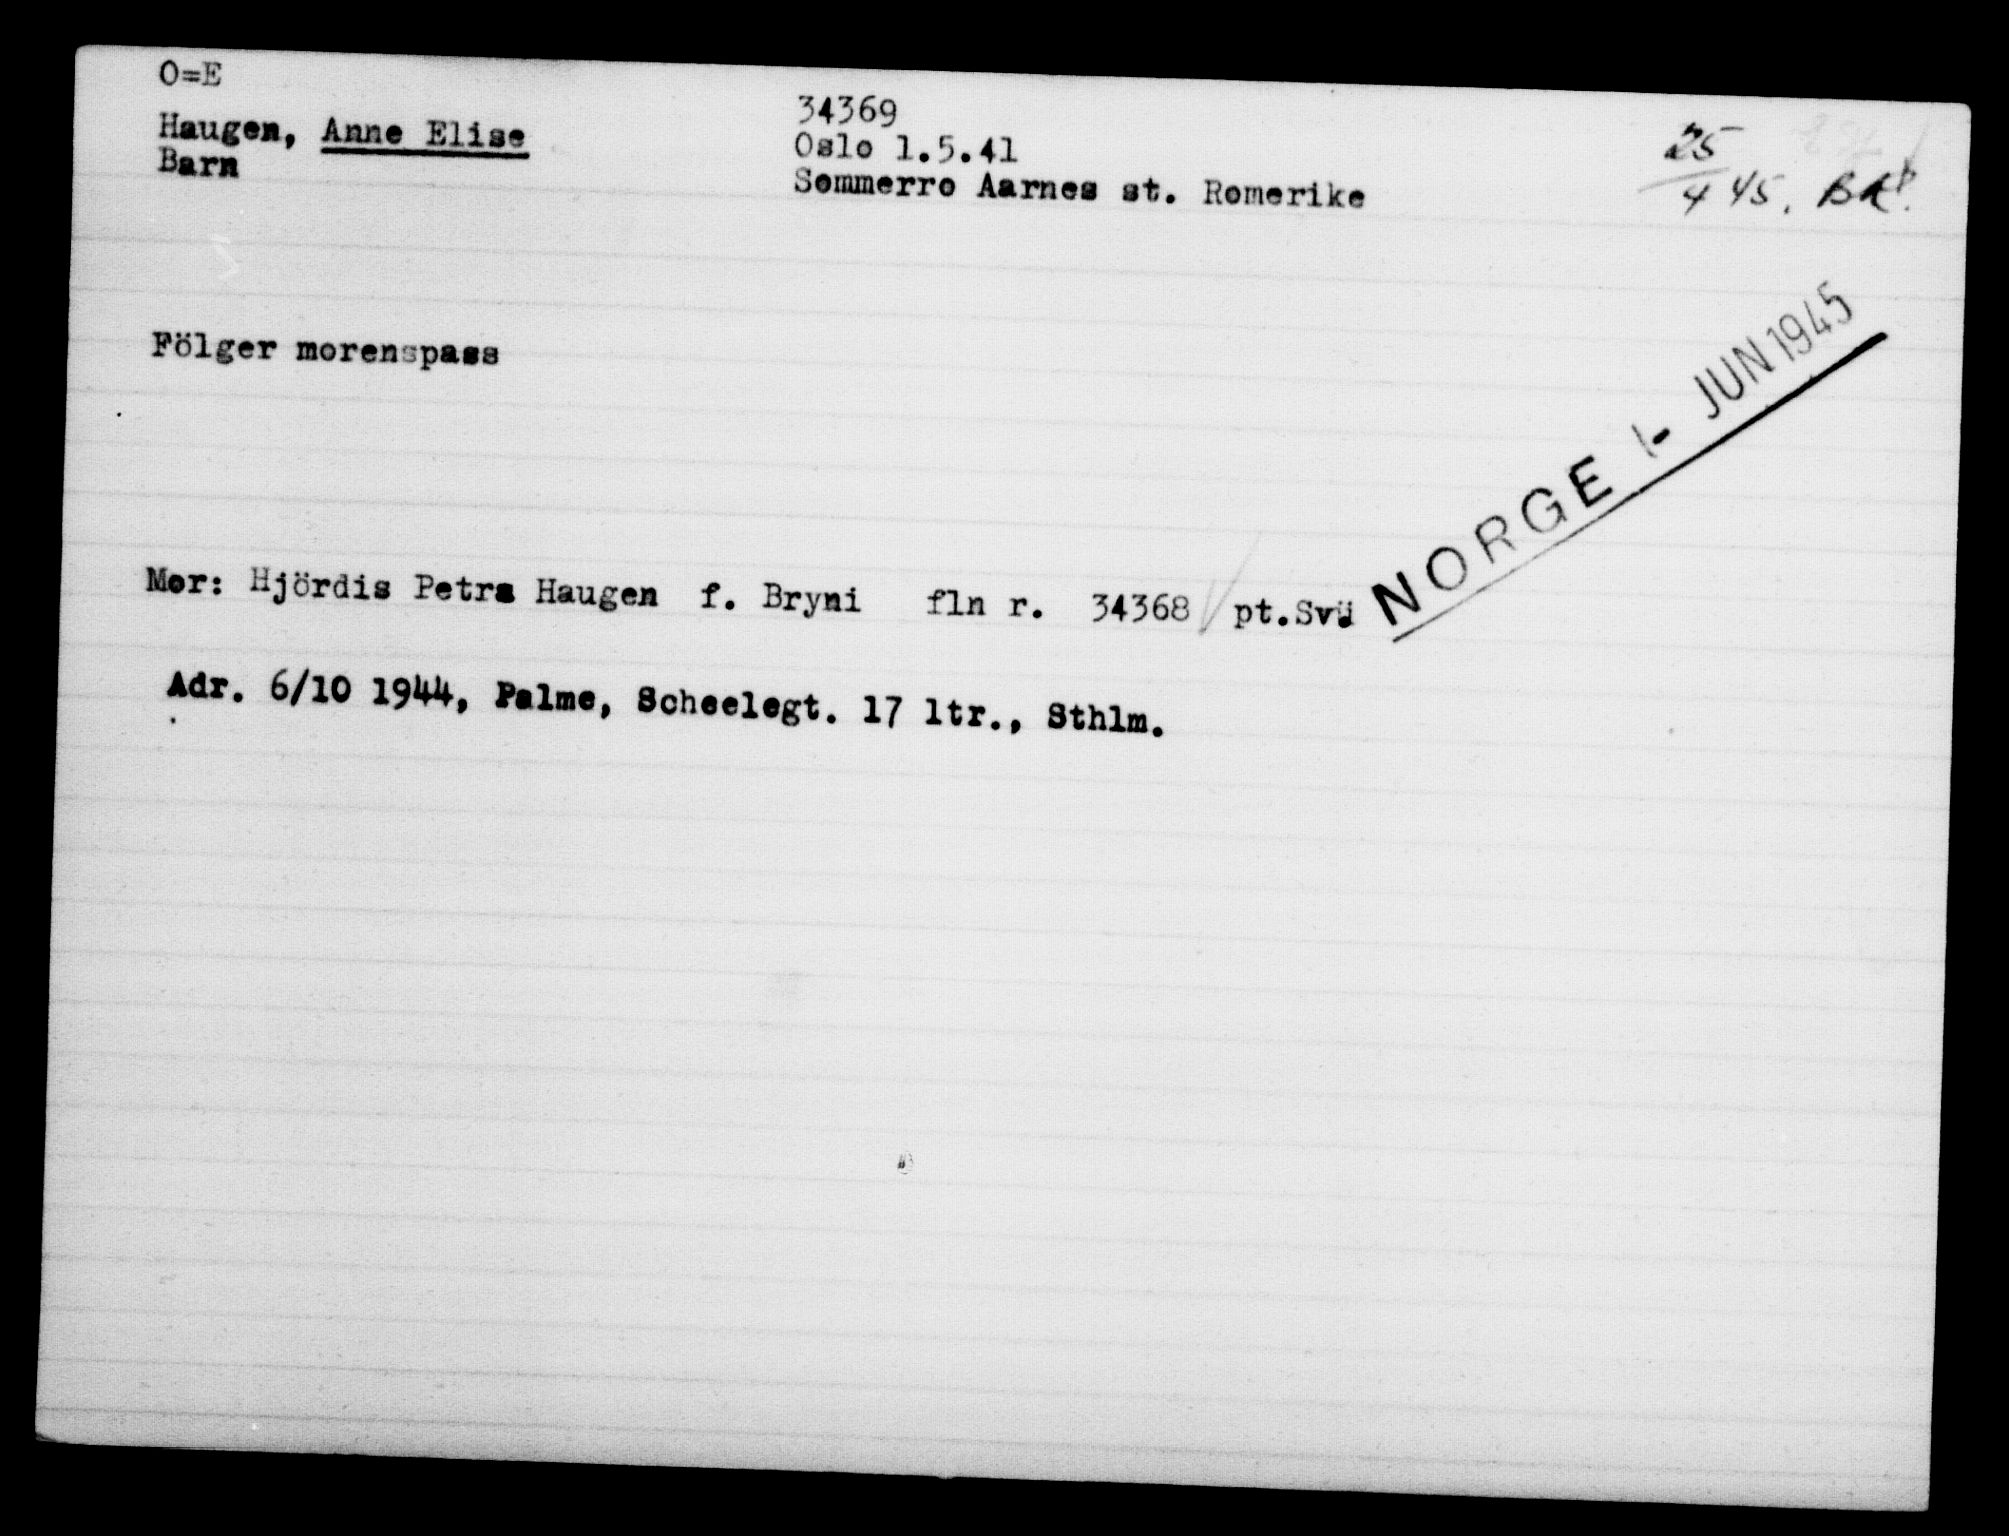 O=E
Haugen, Anne Elise
Barn
34369
Oslo 1.5.41
Sommerro Aarnes st. Romerike
25/4 45.
Fölger morenspass
NORGE 1- JUN 1945
Mor: Hjördis Petra Haugen f. Bryni fln r. 34368 pt.Svü
Adr. 6/10 1944, Palme, Scheelegt. 17 ltr., Sthlm.